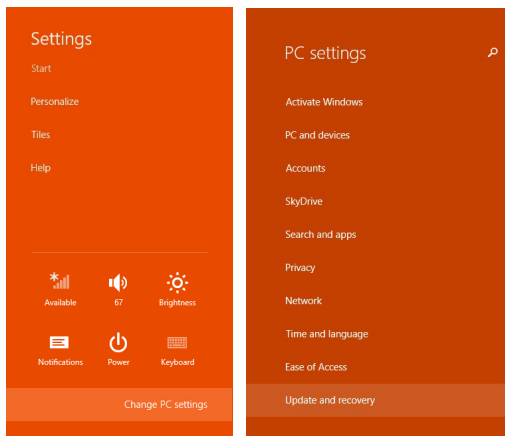 Settings
Start
Personalize
Tiles
Help
Available
67
Brightness
Notifications
Power
Keyboard
Change PC settings
PC settings
Activate Windows
PC and devices
Accounts
SkyDrive
Search and apps
Privacy
Network
Time and language
Ease of Access
Update and recovery